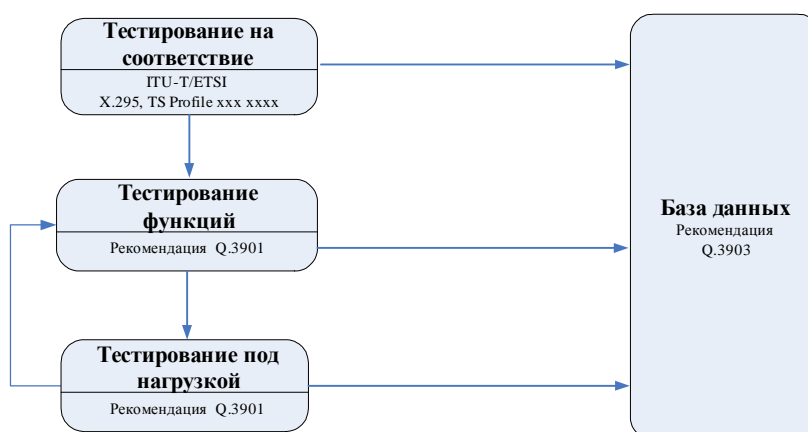 Тестирование на
соответствие
ITU-T/ETSI
X.295, TS Profile xxx xxxx
Тестирование
функций
Рекомендация Q.3901
Тестирование под
нагрузкой
Рекомендация Q.3901
База данных
Рекомендация
Q.3903